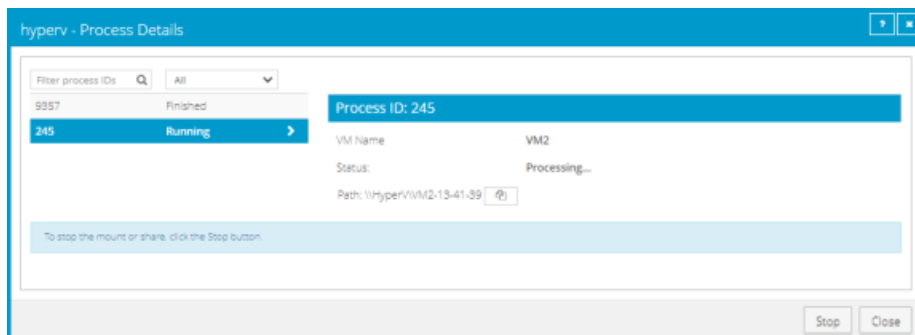 hyperv - Process Details
?
Filter process IDs
All
9357 Finished
245 Running
Process ID: 245
VM Name VM2
Status: Processing...
Path: \\HyperV\VM2-13-41-39
To stop the mount or share, click the Stop button.
Stop Close